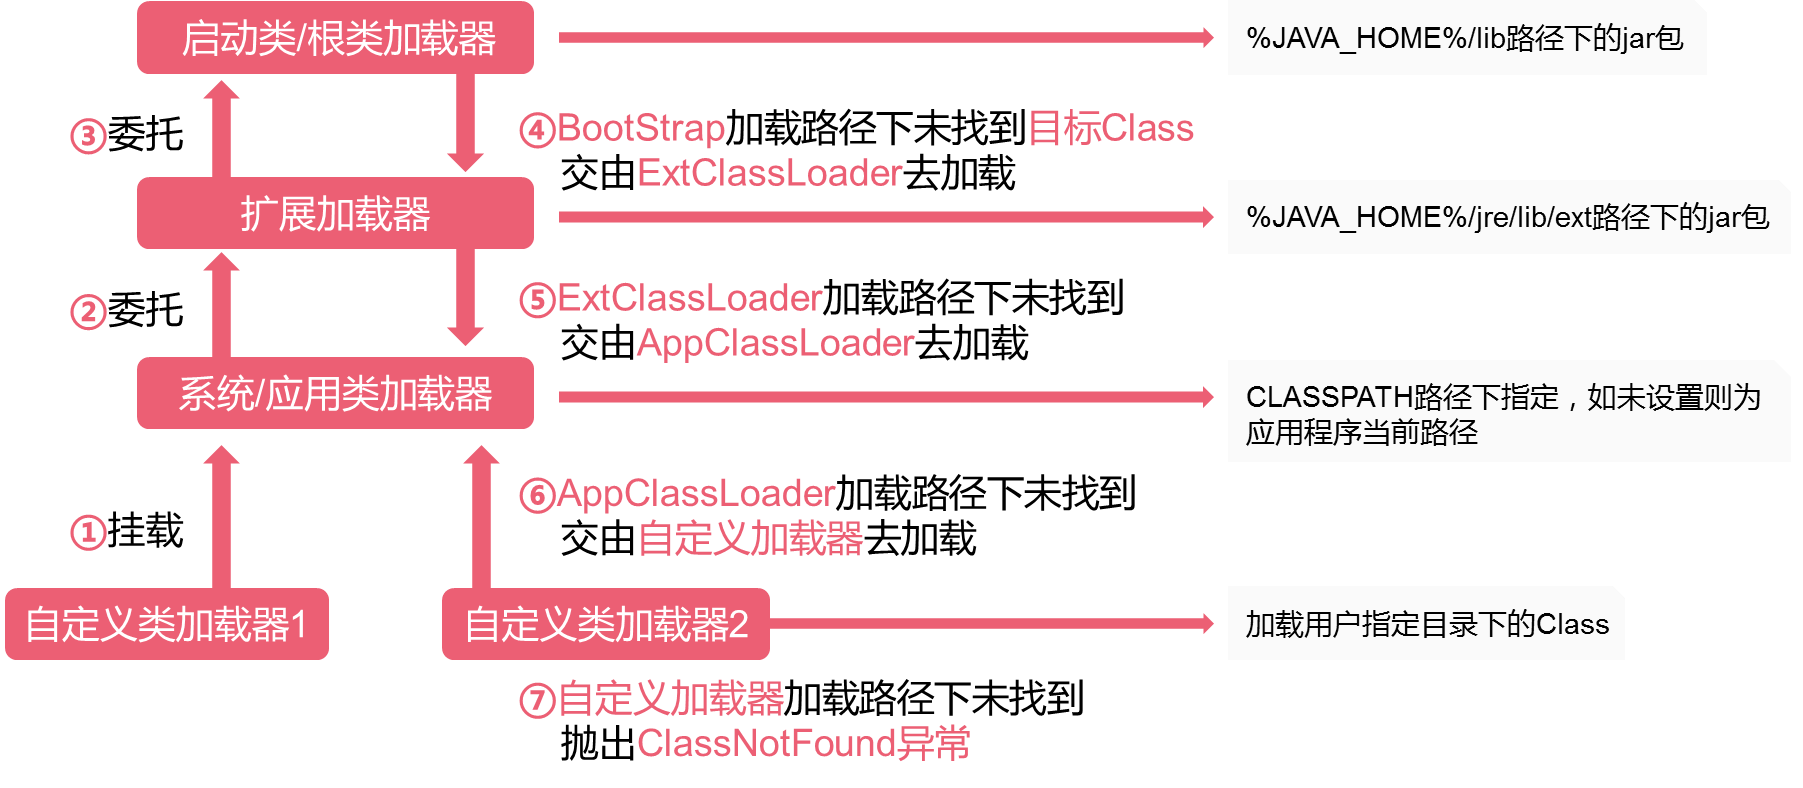 启动类/根类加载器
%JAVA_HOME%/lib路径下的jar包
③委托
④BootStrap加载路径下未找到目标Class
交由ExtClassLoader去加载
扩展加载器
%JAVA_HOME%/jre/lib/ext路径下的jar包
②委托
⑤ExtClassLoader加载路径下未找到
交由AppClassLoader去加载
系统/应用类加载器
CLASSPATH路径下指定，如未设置则为
应用程序当前路径
①挂载
⑥AppClassLoader加载路径下未找到
交由自定义加载器去加载
自定义类加载器1
自定义类加载器2
加载用户指定目录下的Class
⑦自定义加载器加载路径下未找到
抛出ClassNotFound异常